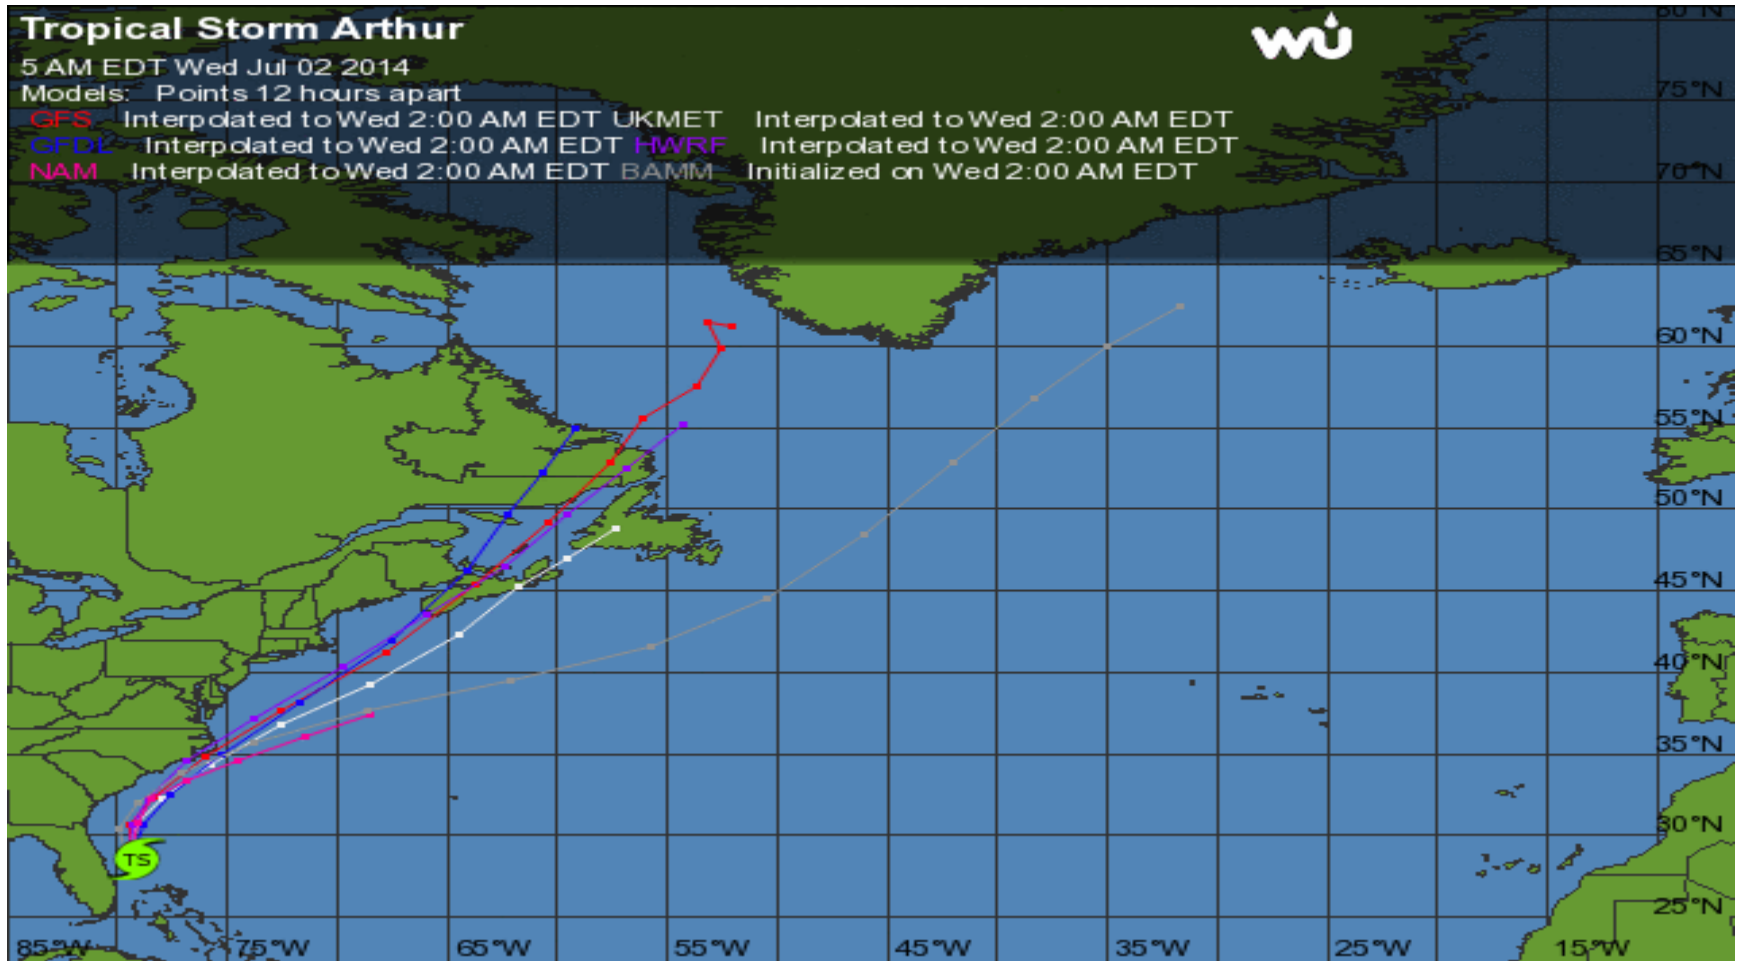 Tropical Storm Arthur
wu
5 AM EDT Wed Jul 02 2014
Models: Points 12 hours apart
GFS Interpolated to Wed 2:00 AM EDT UKMET Interpolated to Wed 2:00 AM EDT
GFDL Interpolated to Wed 2:00 AM EDT HWRF Interpolated to Wed 2:00 AM EDT
NAM Interpolated to Wed 2:00 AM EDT BAMM Initialized on Wed 2:00 AM EDT
80°N
75°N
70°N
65°N
60°N
55°N
50°N
45°N
40°N
35°N
30°N
TS
25°N
85°W 75°W 65°W 55°W 45°W 35°W 25°W 15°W